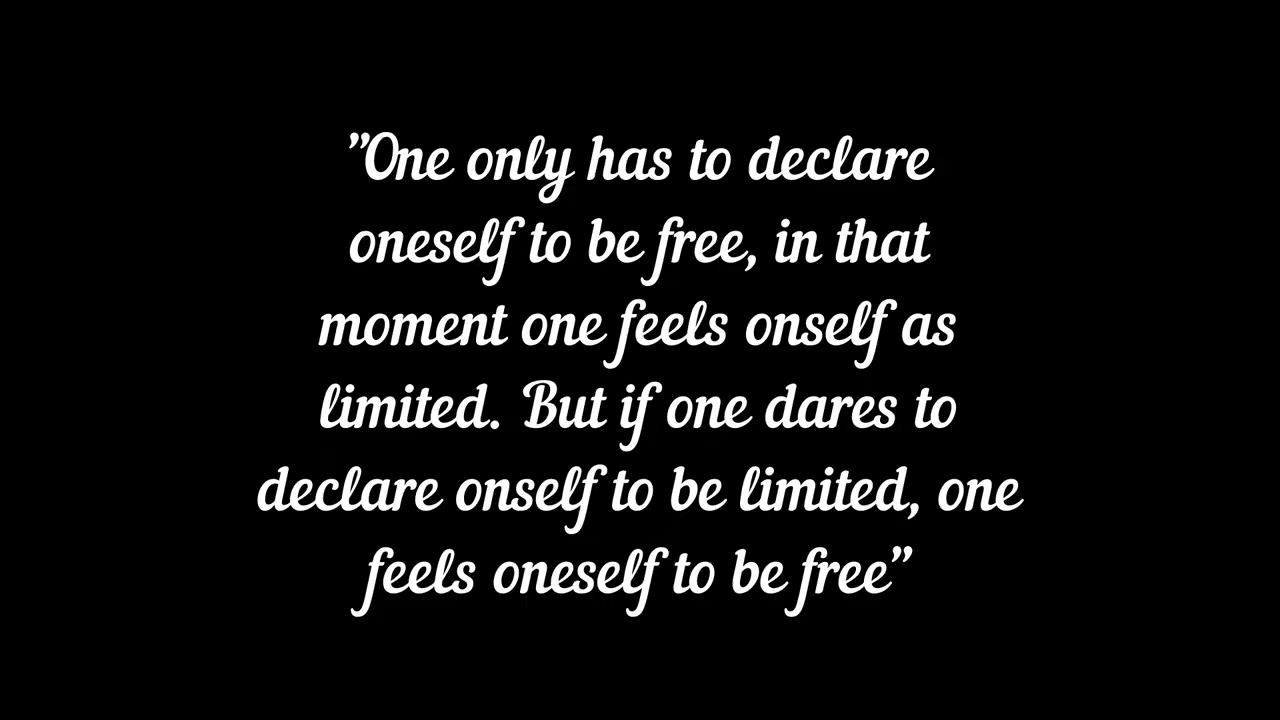 ”One only has to declare
oneself to be free, in that
moment one feels onself as
limited. But if one dares to
declare onself to be limited, one
feels oneself to be free”